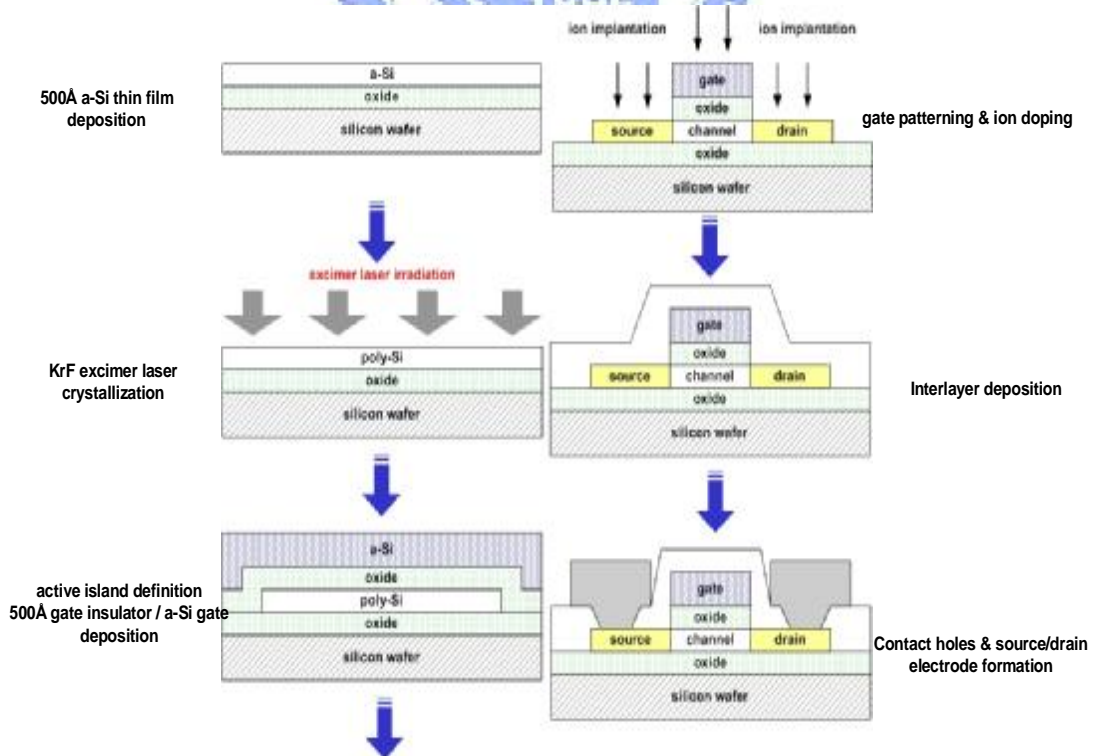 500Å a-Si thin film
deposition
a-Si
oxide
silicon wafer
excimer laser irradiation
KrF excimer laser
crystallization
poly-Si
oxide
silicon wafer
active island definition
500Å gate insulator / a-Si gate
deposition
a-Si
oxide
poly-Si
oxide
silicon wafer
ion implantation
ion implantation
gate
oxide
source channel drain
oxide
silicon wafer
gate patterning & ion doping
gate
oxide
source channel drain
oxide
silicon wafer
Interlayer deposition
gate
oxide
source channel drain
oxide
silicon wafer
Contact holes & source/drain
electrode formation